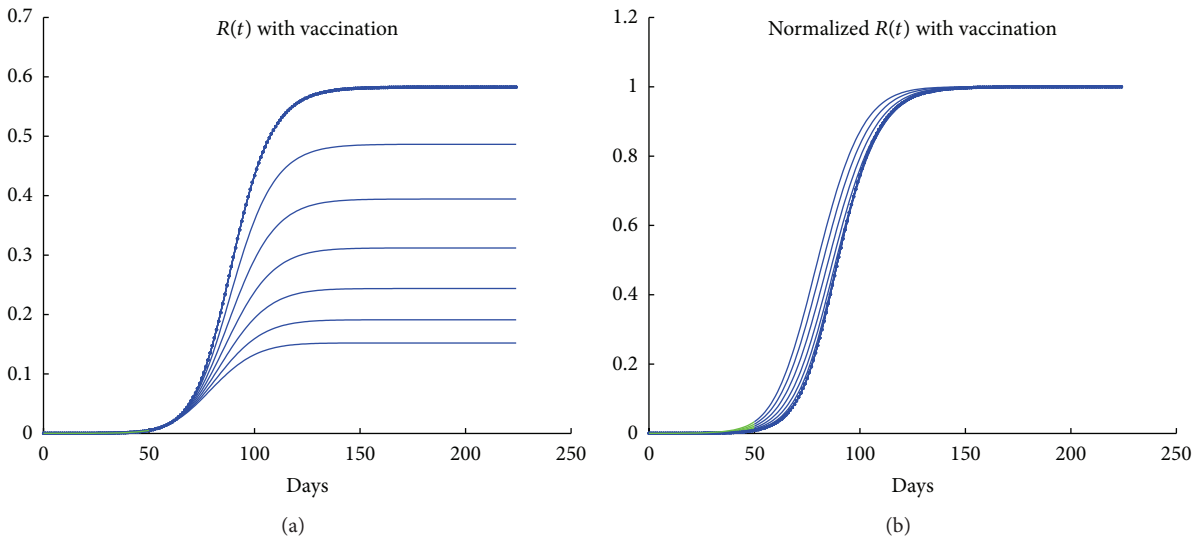 R(t) with vaccination
0.7
0.6
0.5
0.4
0.3
0.2
0.1
0
0 50 100 150 200 250
Days
(a)
Normalized R(t) with vaccination
1.2
1
0.8
0.6
0.4
0.2
0
0 50 100 150 200 250
Days
(b)